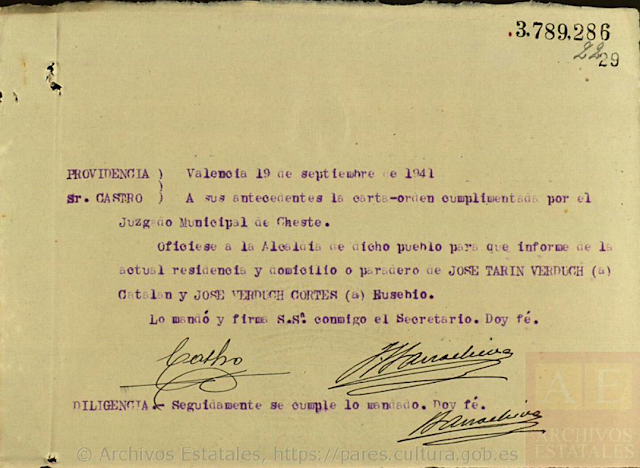 .3,789,286
22
29
PROVIDENCIA ) Valencia 19 de septiembre de 1941
)
Sr. CASTRO ) A sus antecedentes la carta-orden cumplimentada por el
Juzgado Municipal de Cheste.
Oficiese a la Alcaldia de dicho pueblo para que informe de la
actual residencia y domicilio o paradero de JOSE TARIN VERDUCH (a)
Catalan y JOSE VERDUCH CORTES (a) Eusebio.
Lo mandó y firma S.Sª. conmigo el Secretario. Doy fé.
Castro
DILIGENCIA.- Seguidamente se cumple lo mandado. Doy fé.
AE
ARCHIVOS ESTATALES
© Archivos Estatales, https://pares.cultura.gob.es